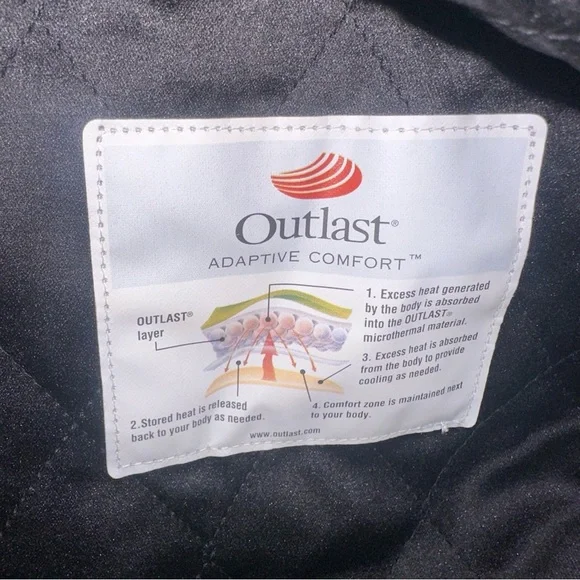 Outlast®
ADAPTIVE COMFORT™
OUTLAST®
layer
1. Excess heat generated
by the body is absorbed
into the OUTLAST®
microthermal material.
3. Excess heat is absorbed
from the body to provide
cooling as needed.
2.Stored heat is released
back to your body as needed.
4. Comfort zone is maintained next
to your body.
www.outlast.com